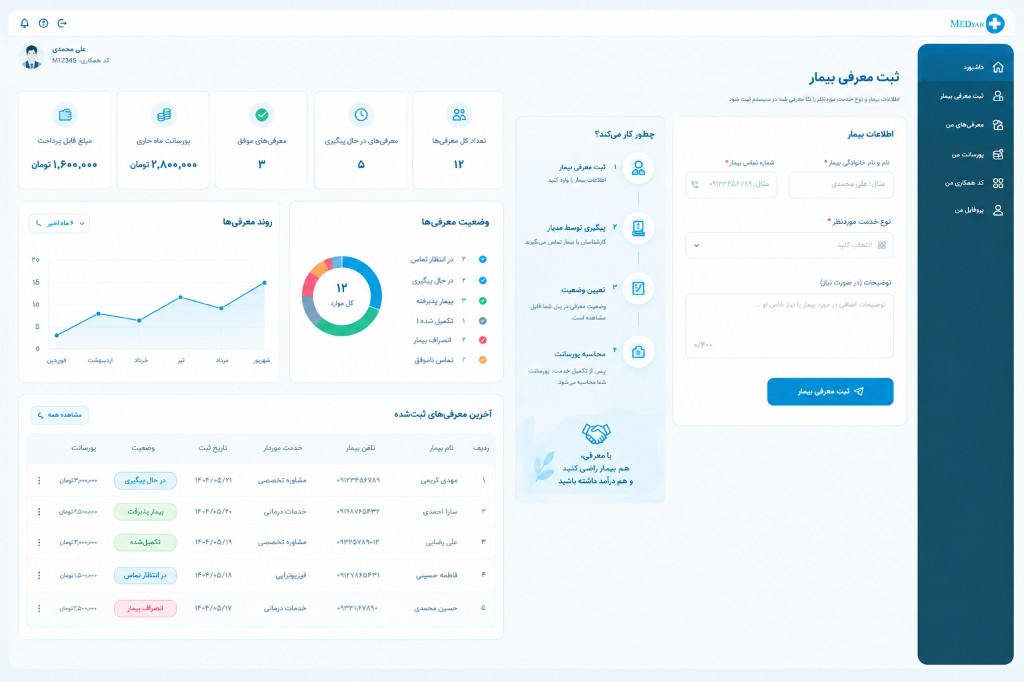 MEDYAR
داشبورد
ثبت معرفی بیمار
معرفی‌های من
پورسانت من
کد همکاری من
پروفایل من
علی محمدی
کد همکاری: M12345
ثبت معرفی بیمار
اطلاعات بیمار و نوع خدمت موردنظر را تا معرفی شما در سیستم ثبت شود
اطلاعات بیمار
نام و نام خانوادگی بیمار *
مثال: علی محمدی
شماره تماس بیمار *
مثال: ۰۹۱۲۳۴۵۶۷۸۹
نوع خدمت موردنظر *
انتخاب کنید
توضیحات (در صورت نیاز)
توضیحات اضافی در مورد بیمار یا نیاز خاص او ...
۰/۴۰۰
ثبت معرفی بیمار
چطور کار می‌کند؟
۱ ثبت معرفی بیمار
اطلاعات بیمار را وارد کنید
۲ پیگیری توسط مدیار
کارشناسان با بیمار تماس می‌گیرند
۳ تعیین وضعیت
وضعیت معرفی در پنل شما قابل
مشاهده است.
۴ محاسبه پورسانت
پس از تکمیل خدمت، پورسانت
شما محاسبه می‌شود.
با معرفی،
هم بیمار راضی کنید
و هم درآمد داشته باشید
تعداد کل معرفی‌ها
۱۲
معرفی‌های در حال پیگیری
۵
معرفی‌های موفق
۳
پورسانت ماه جاری
۲,۸۰۰,۰۰۰ تومان
مبلغ قابل پرداخت
۱,۶۰۰,۰۰۰ تومان
وضعیت معرفی‌ها
در انتظار تماس ۲
در حال پیگیری ۴
بیمار پذیرفته ۳
تکمیل شده ۱ ۱
انصراف بیمار ۲
تماس ناموفق ۲
۱۲
کل موارد
روند معرفی‌ها
۶ ماه اخیر
۲۰
۱۵
۱۰
۵
۰
فوردین اردیبهشت خرداد تیر مرداد شهریور
آخرین معرفی‌های ثبت‌شده
مشاهده همه
ردیف نام بیمار تلفن بیمار خدمت موردار تاریخ ثبت وضعیت پورسانت
۱ مهدی کریمی ۰۹۱۲۳۴۵۶۷۸۹ مشاوره تخصصی ۱۴۰۴/۰۵/۲۱ در حال پیگیری ۳,۰۰۰,۰۰۰ تومان
۲ سارا احمدی ۰۹۱۹۸۷۶۵۴۳۲ خدمات درمانی ۱۴۰۴/۰۵/۲۰ بیمار پذیرفت ۲,۵۰۰,۰۰۰ تومان
۳ علی رضایی ۰۹۳۲۵۷۸۹۰۱۲ مشاوره تخصصی ۱۴۰۴/۰۵/۱۹ تکمیل‌شده ۲,۰۰۰,۰۰۰ تومان
۴ فاطمه حسینی ۰۹۱۲۷۸۶۵۴۳۱ فیزیوتراپی ۱۴۰۴/۰۵/۱۸ در انتظار تماس ۱,۵۰۰,۰۰۰ تومان
۵ حسین محمدی خدمات درمانی ۱۴۰۴/۰۵/۱۷ انصراف بیمار ۲,۵۰۰,۰۰۰ تومان